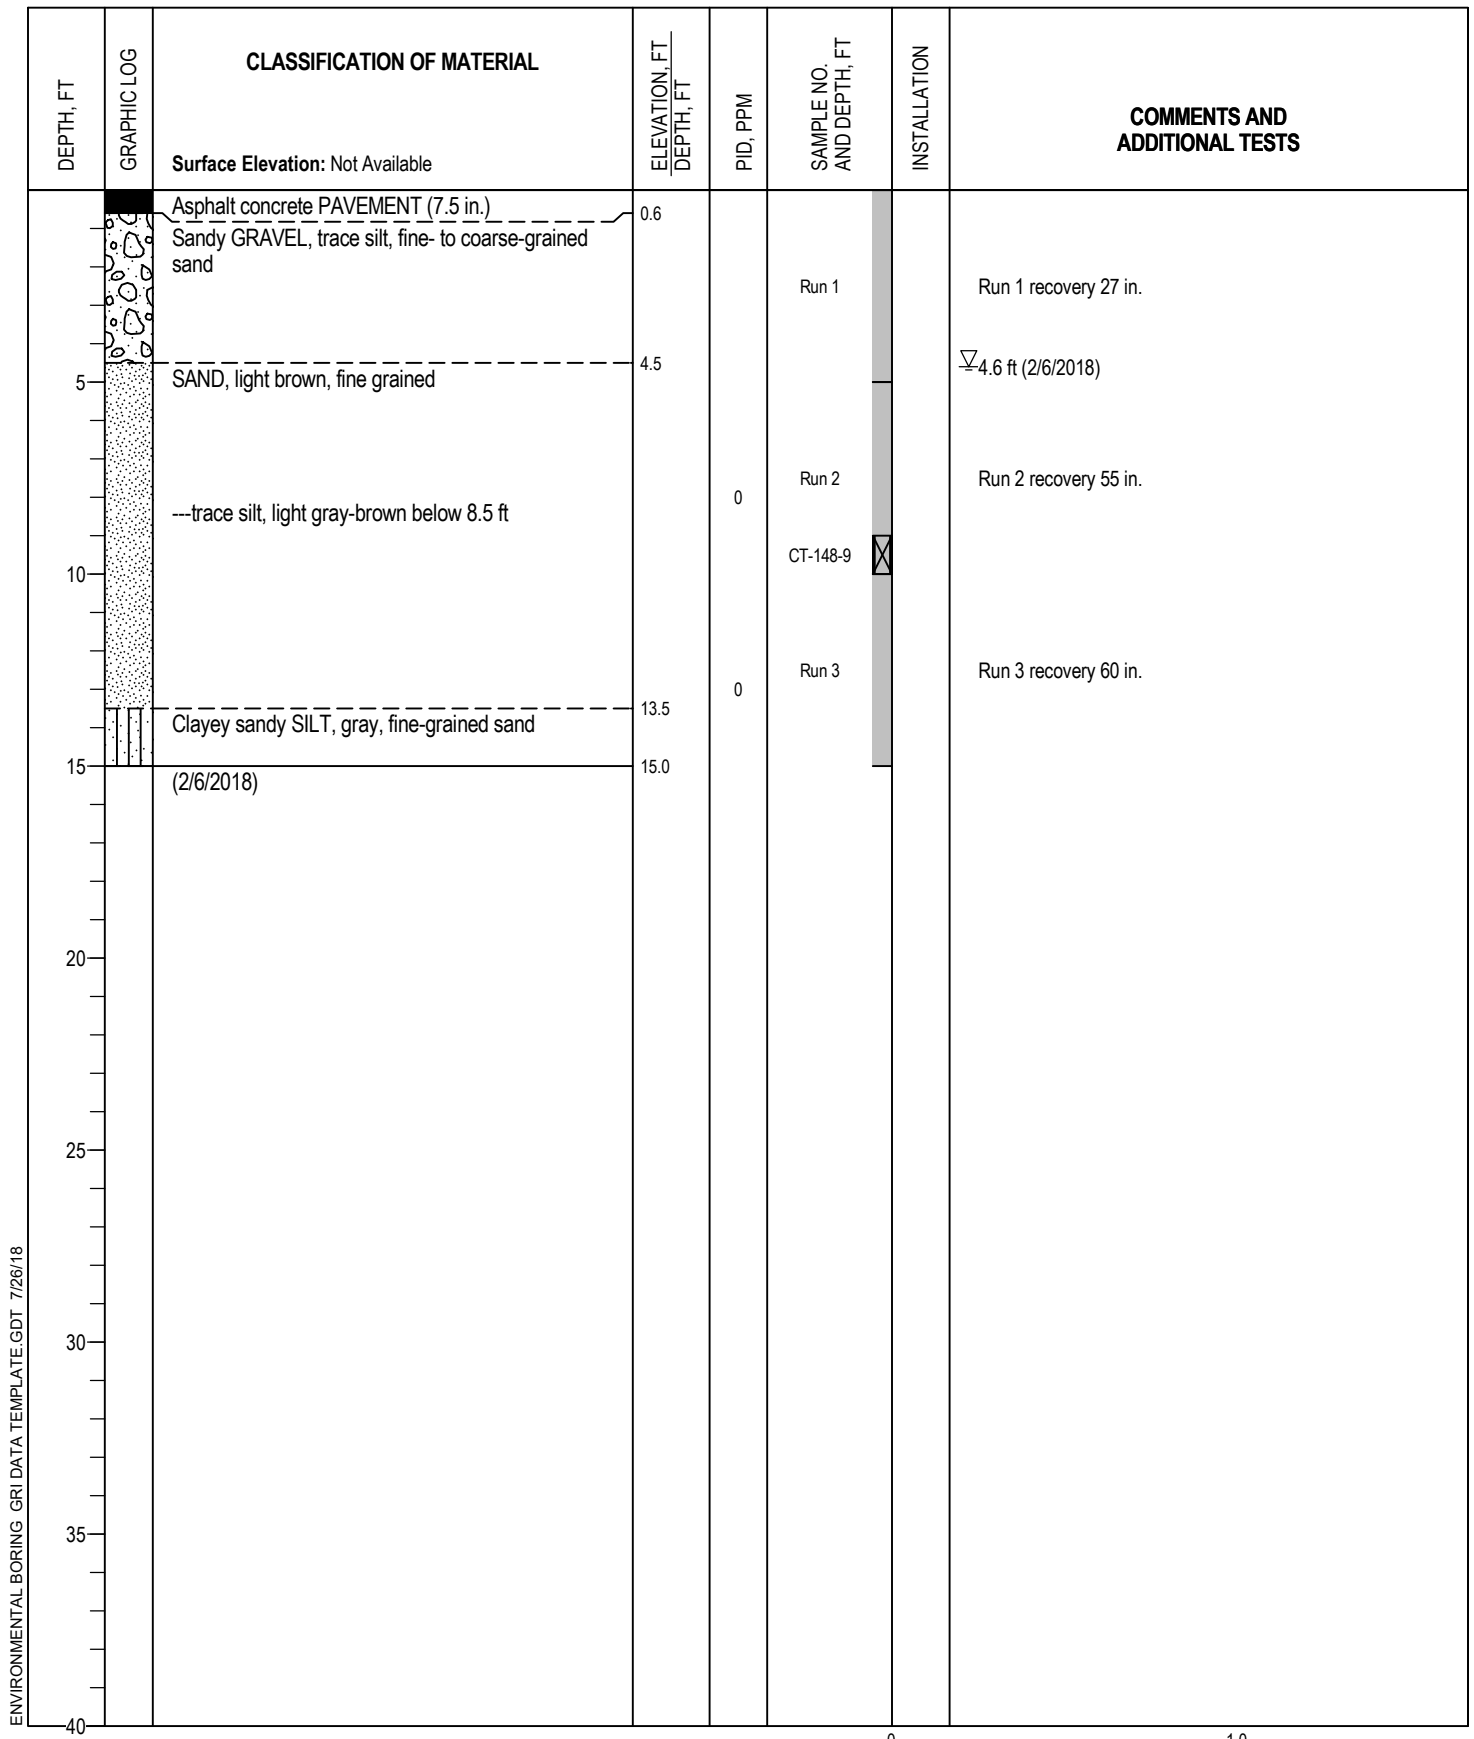 DEPTH, FT
GRAPHIC LOG
CLASSIFICATION OF MATERIAL
Surface Elevation: Not Available
ELEVATION, FT
DEPTH, FT
PID, PPM
SAMPLE NO.
AND DEPTH, FT
INSTALLATION
COMMENTS AND
ADDITIONAL TESTS
Asphalt concrete PAVEMENT (7.5 in.)
0.6
Sandy GRAVEL, trace silt, fine- to coarse-grained
sand
Run 1
Run 1 recovery 27 in.
4.5
4.6 ft (2/6/2018)
5
SAND, light brown, fine grained
Run 2
Run 2 recovery 55 in.
0
---trace silt, light gray-brown below 8.5 ft
CT-148-9
10
Run 3
Run 3 recovery 60 in.
0
13.5
Clayey sandy SILT, gray, fine-grained sand
15
15.0
(2/6/2018)
20
25
30
35
40
ENVIRONMENTAL BORING GRI DATA TEMPLATE.GDT 7/26/18